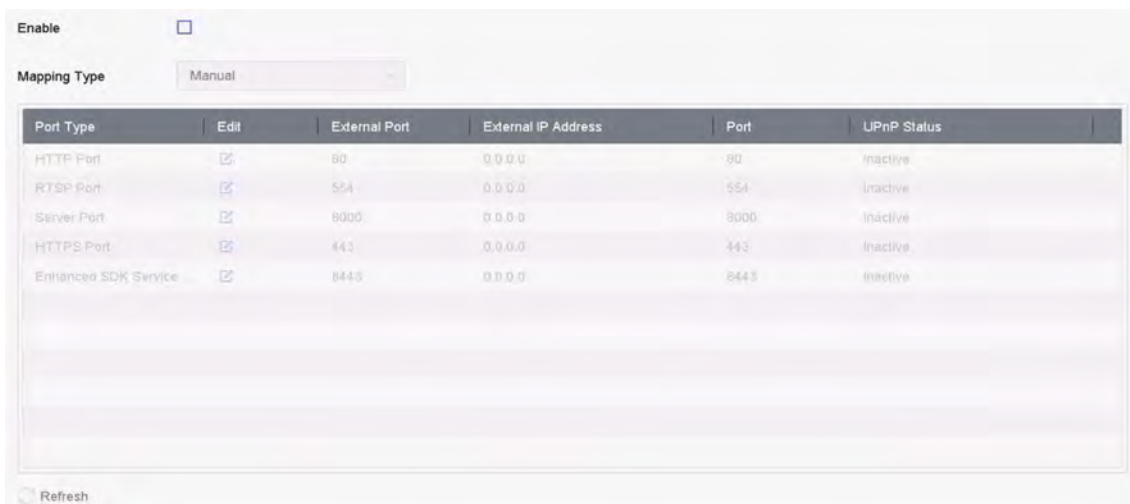 Enable
Mapping Type Manual
Port Type Edit External Port External IP Address Port UPnP Status
HTTP Port 80 0.0.0.0 80 Inactive
RTSP Port 554 0.0.0.0 554 Inactive
Server Port 8000 0.0.0.0 8000 Inactive
HTTPS Port 443 0.0.0.0 443 Inactive
Enhanced SDK Service 8443 0.0.0.0 8443 Inactive
Refresh